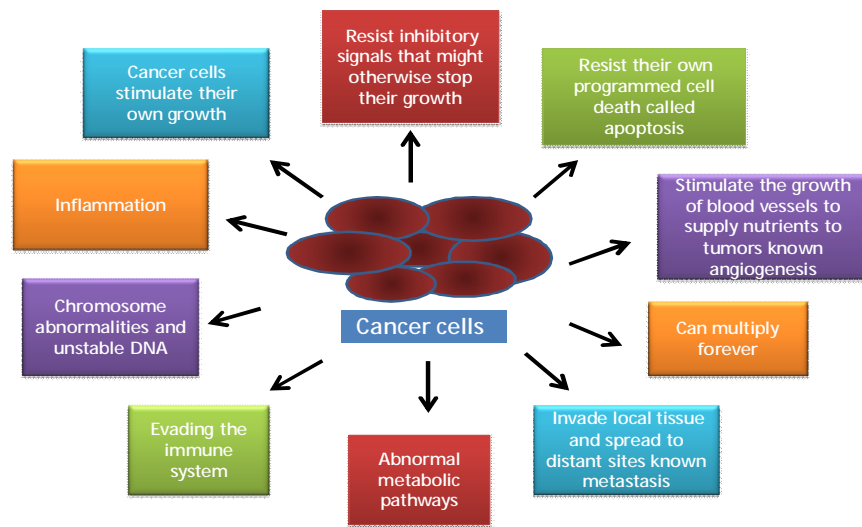 Resist inhibitory
signals that might
otherwise stop
their growth
Cancer cells
stimulate their
own growth
Resist their own
programmed cell
death called
apoptosis
Inflammation
Stimulate the growth
of blood vessels to
supply nutrients to
tumors known
angiogenesis
Chromosome
abnormalities and
unstable DNA
Cancer cells
Can multiply
forever
Evading the
immune
system
Abnormal
metabolic
pathways
Invade local tissue
and spread to
distant sites known
metastasis